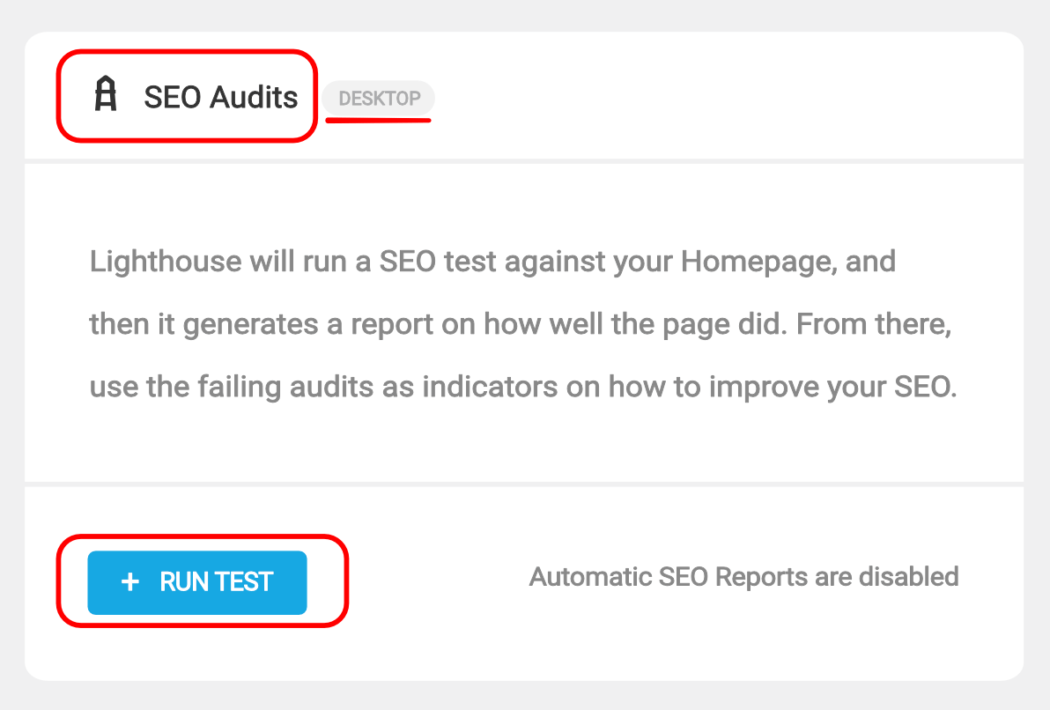 SEO Audits DESKTOP
Lighthouse will run a SEO test against your Homepage, and
then it generates a report on how well the page did. From there,
use the failing audits as indicators on how to improve your SEO.
+ RUN TEST
Automatic SEO Reports are disabled